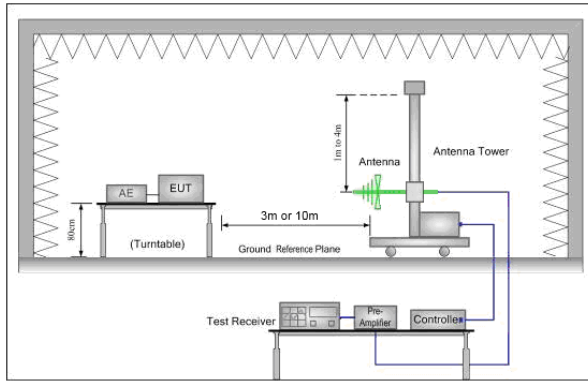 1m to 4m
Antenna
Antenna Tower
AE
EUT
3m or 10m
80cm
(Turntable)
Ground Reference Plane
Test Receiver
Pre-
Amplifier
Controller